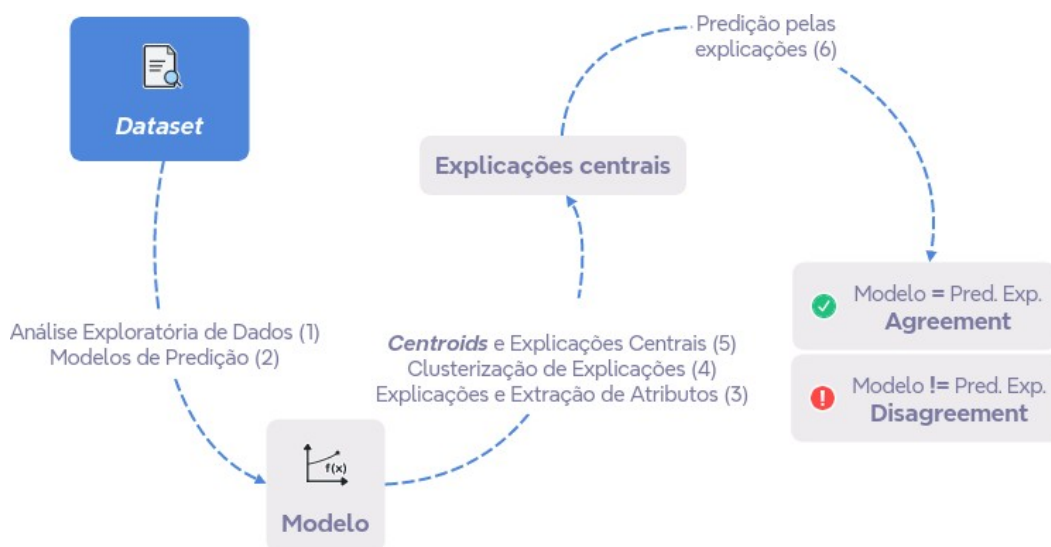 Dataset
Análise Exploratória de Dados (1)
Modelos de Predição (2)
f(x)
Modelo
Centroids e Explicações Centrais (5)
Clusterização de Explicações (4)
Explicações e Extração de Atributos (3)
Explicações centrais
Predição pelas
explicações (6)
Modelo = Pred. Exp.
Agreement
Modelo != Pred. Exp.
Disagreement